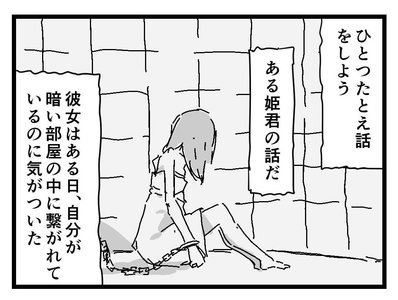 ひとつたとえ話
をしよう
ある姫君の話だ
彼女はある日、自分が
暗い部屋の中に繋がれて
いるのに気がついた